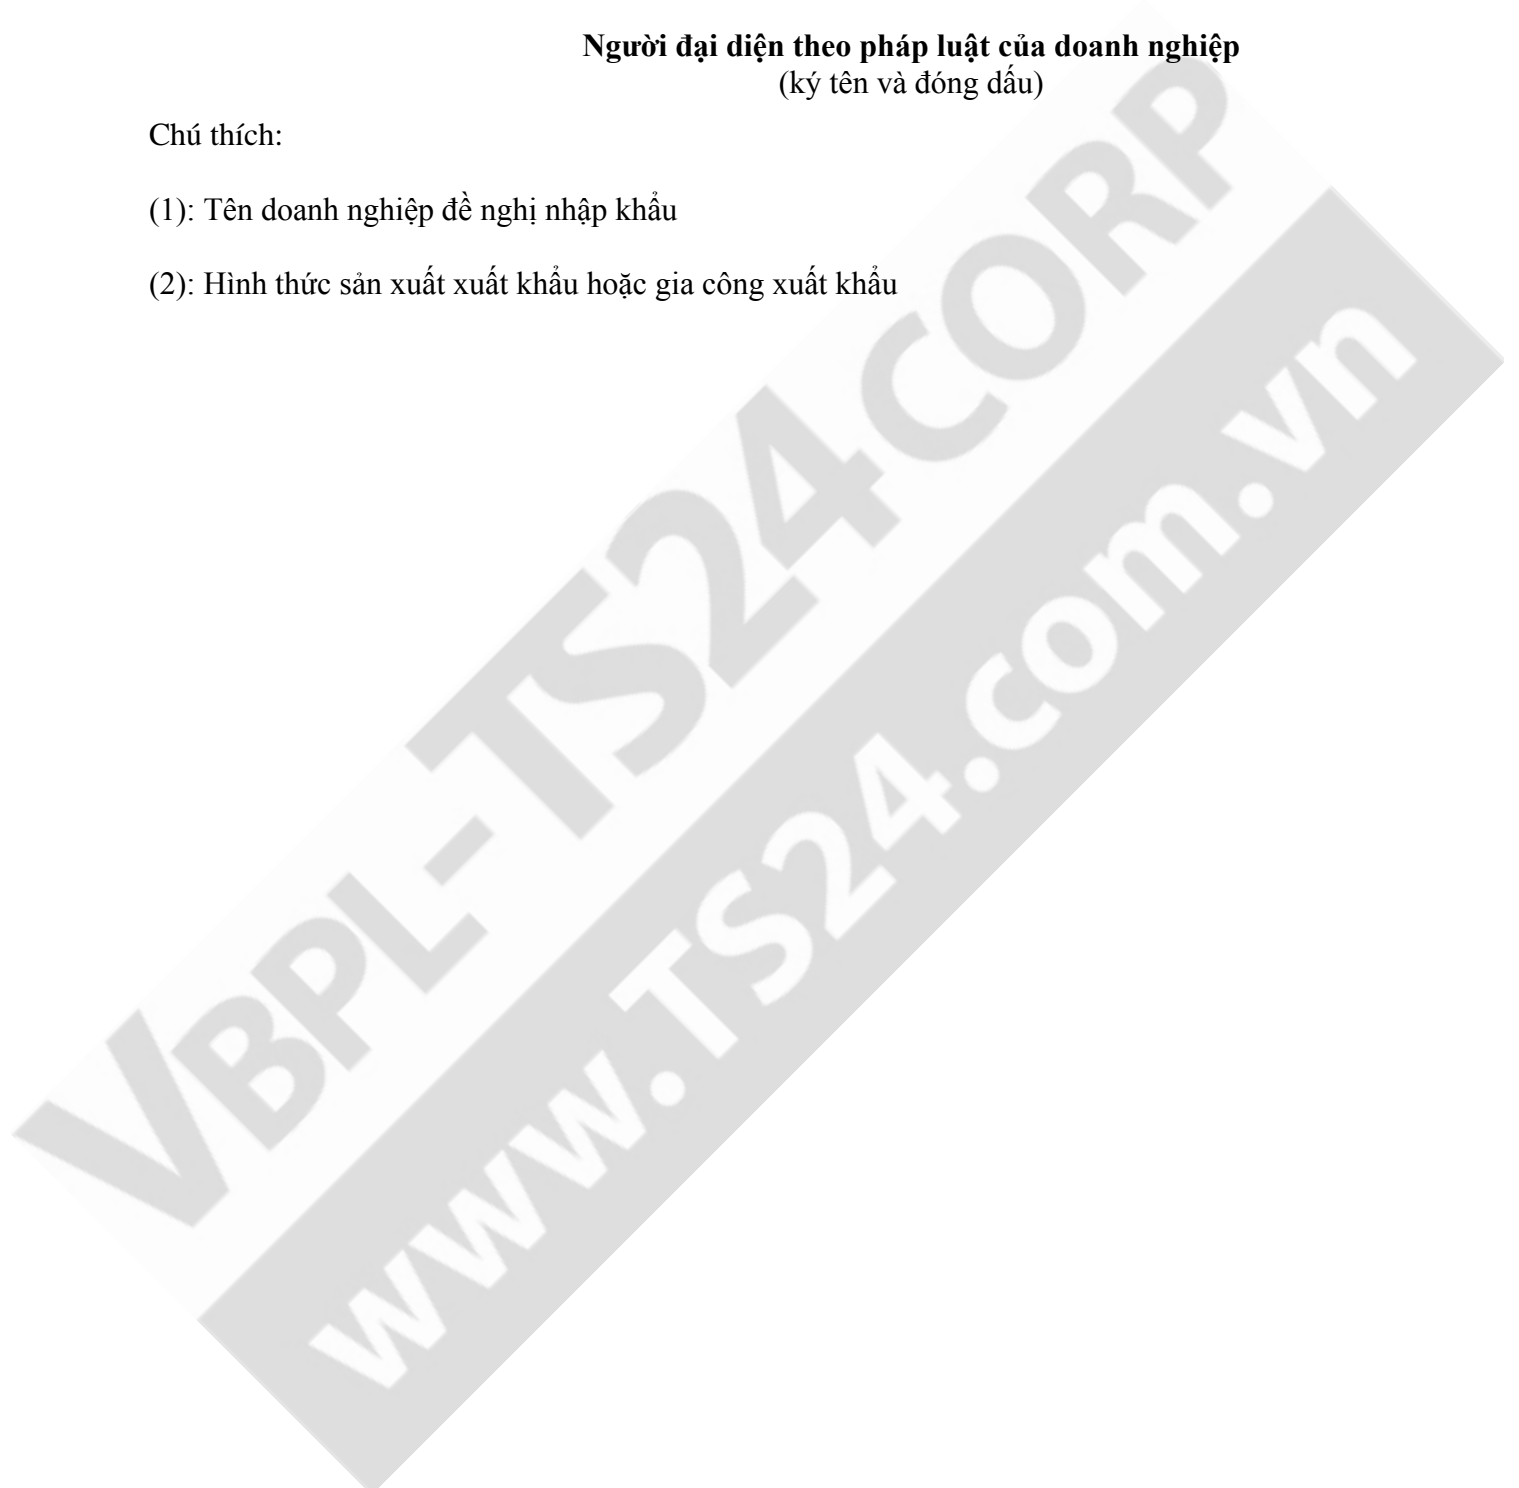 Người đại diện theo pháp luật của doanh nghiệp
(ký tên và đóng dấu)
Chú thích:
(1): Tên doanh nghiệp đề nghị nhập khẩu
(2): Hình thức sản xuất xuất khẩu hoặc gia công xuất khẩu
VBPL-TS24CORP
www.TS24.com.vn